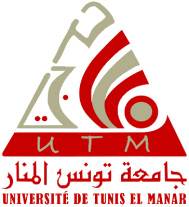 UTM
جامعة تونس المنار
UNIVERSITÉ DE TUNIS EL MANAR